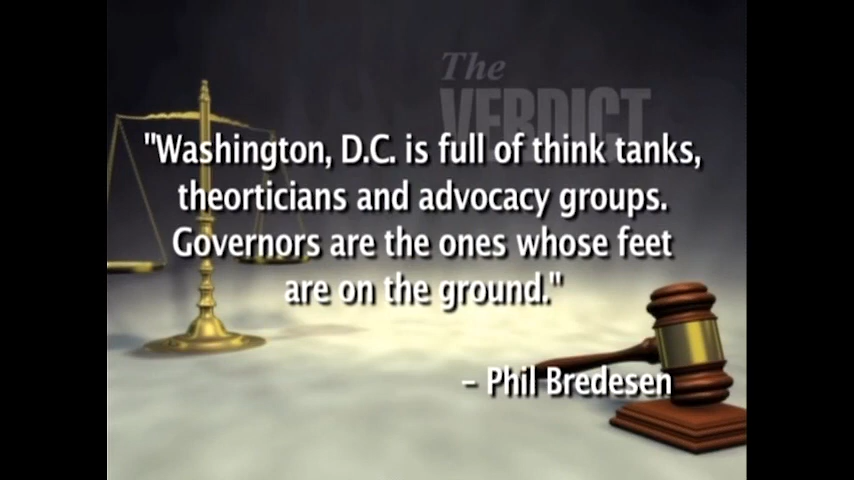 The
VERDICT
"Washington, D.C. is full of think tanks,
theorticians and advocacy groups.
Governors are the ones whose feet
are on the ground."
– Phil Bredesen